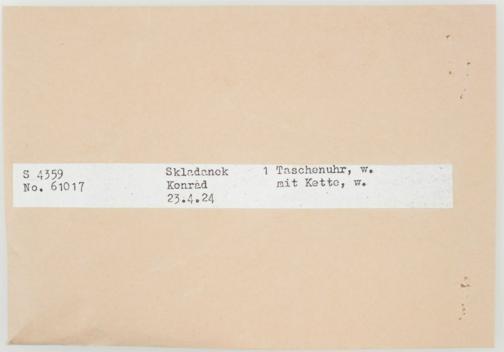 S 4359 Skladanek 1 Taschenuhr, w.
No. 61017 Konrad mit Kette, w.
23.4.24